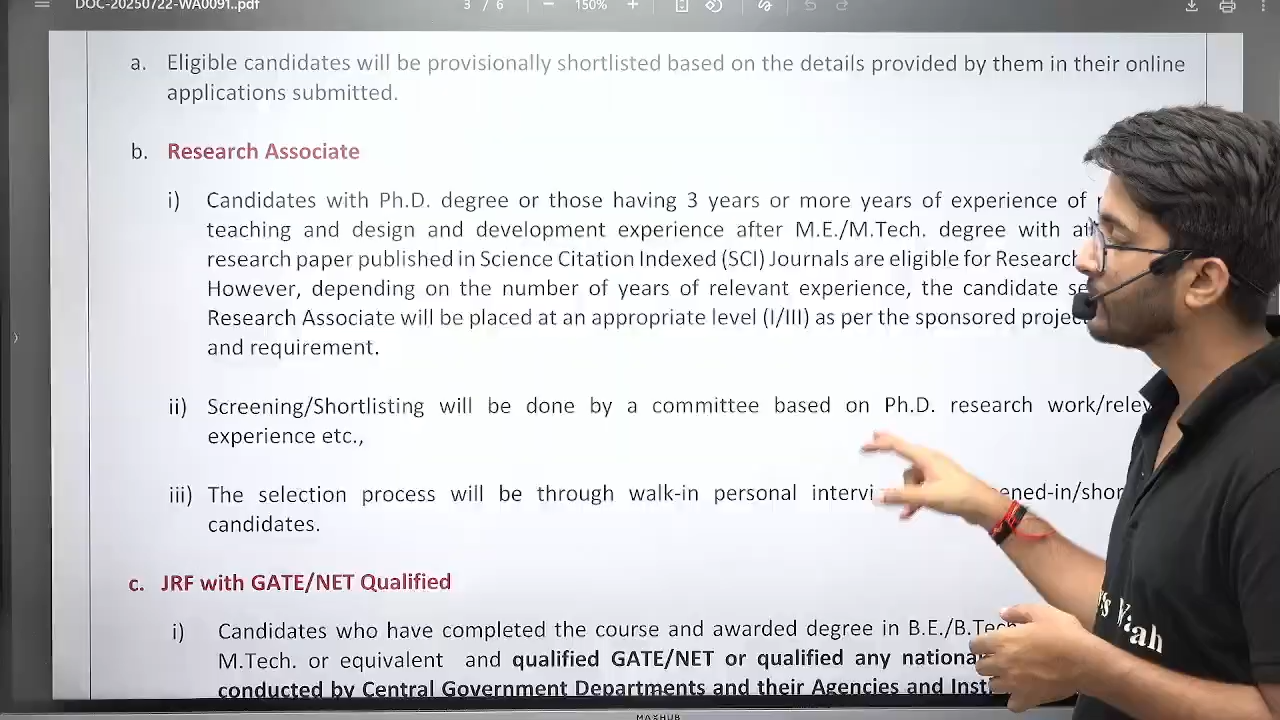 DOC-20250722-WA0091..pdf 3 / 6 150%
a. Eligible candidates will be provisionally shortlisted based on the details provided by them in their online
applications submitted.
b. Research Associate
i) Candidates with Ph.D. degree or those having 3 years or more years of experience of
teaching and design and development experience after M.E./M.Tech. degree with
research paper published in Science Citation Indexed (SCI) Journals are eligible for Research
However, depending on the number of years of relevant experience, the candidate
Research Associate will be placed at an appropriate level (I/III) as per the sponsored
and requirement.
ii) Screening/Shortlisting will be done by a committee based on Ph.D. research
experience etc.,
iii) The selection process will be through walk-in personal
candidates.
c. JRF with GATE/NET Qualified
i) Candidates who have completed the course and awarded degree in B.E./B.Tech
M.Tech. or equivalent and qualified GATE/NET or qualified any
conducted by Central Government Departments and their Agencies and
MAXHUB